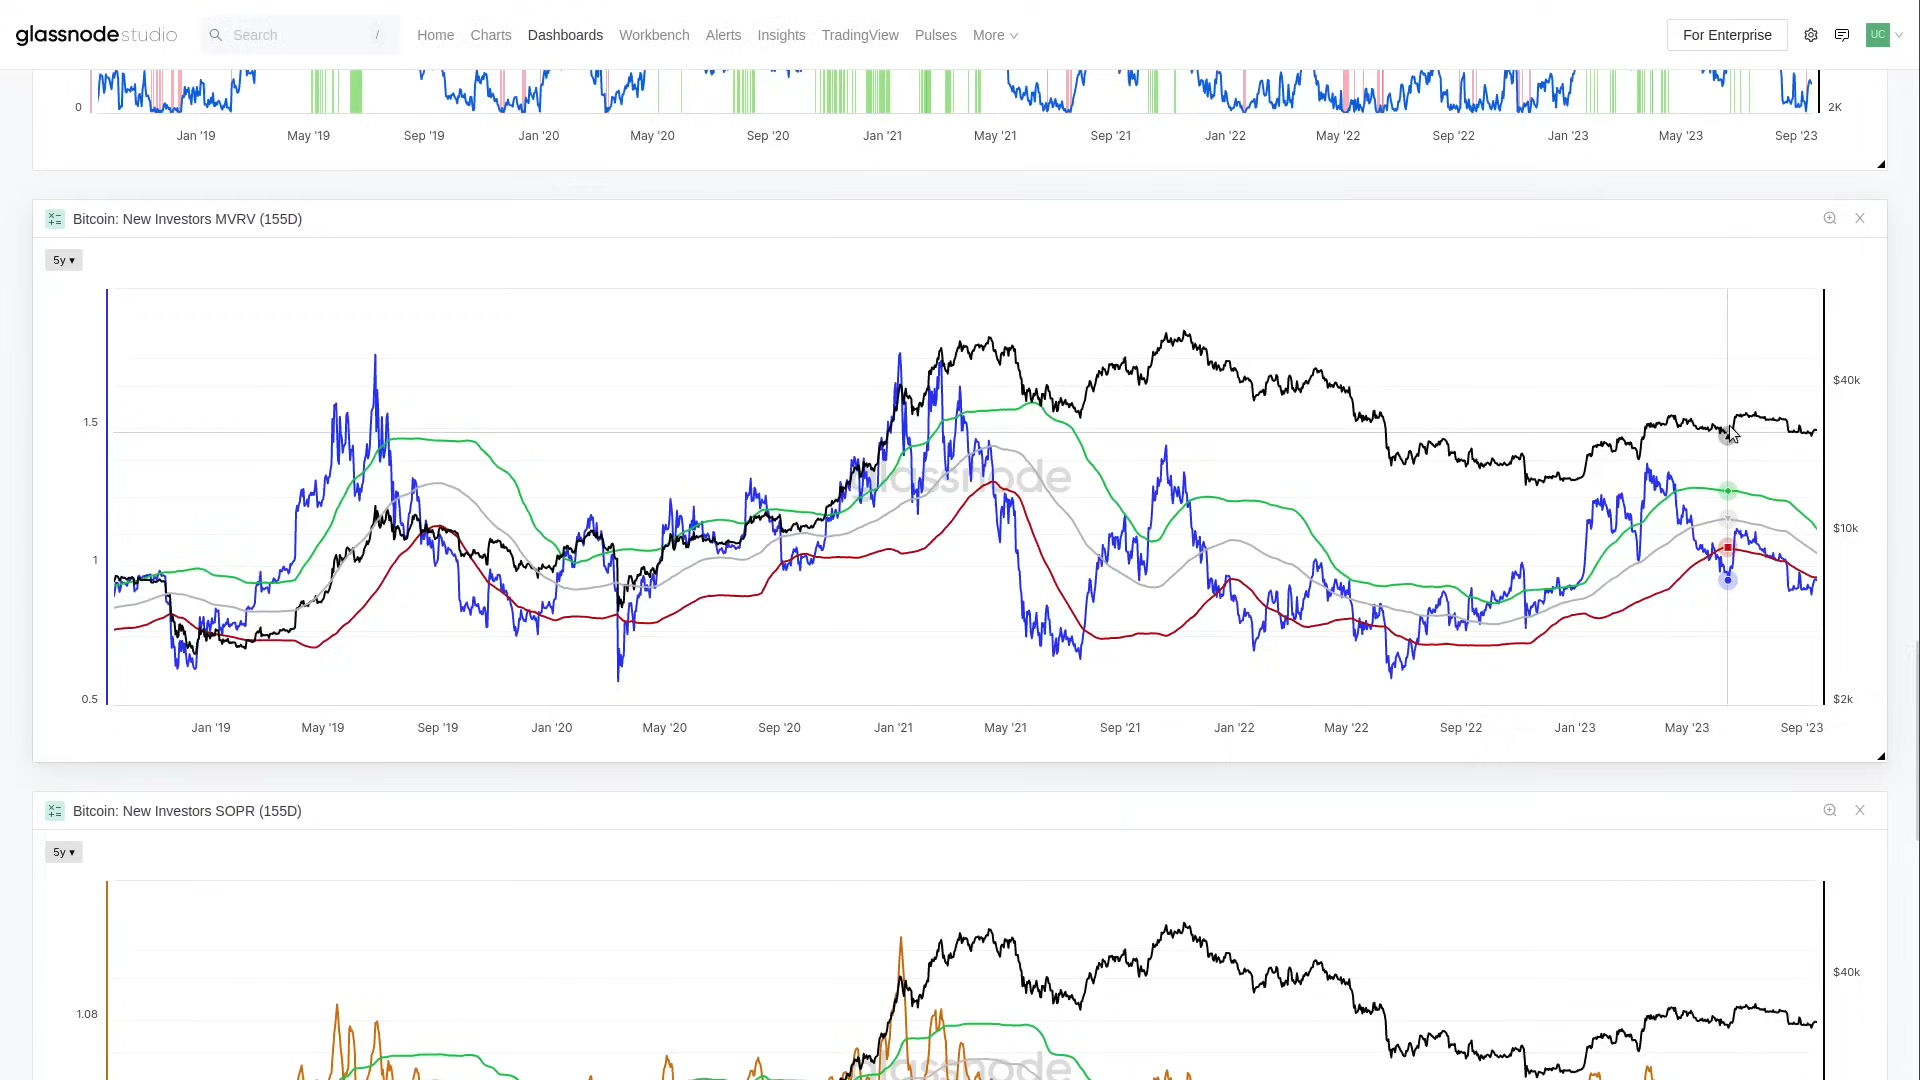 glassnodestudio
Search /
Home Charts Dashboards Workbench Alerts Insights TradingView Pulses More
For Enterprise
UC
0
2K
Jan '19 May '19 Sep '19 Jan '20 May '20 Sep '20 Jan '21 May '21 Sep '21 Jan '22 May '22 Sep '22 Jan '23 May '23 Sep '23
Bitcoin: New Investors MVRV (155D)
5y ▾
$40k
1.5
glassnode
$10k
1
0.5
$2k
Jan '19 May '19 Sep '19 Jan '20 May '20 Sep '20 Jan '21 May '21 Sep '21 Jan '22 May '22 Sep '22 Jan '23 May '23 Sep '23
Bitcoin: New Investors SOPR (155D)
5y ▾
$40k
1.08
glassnode